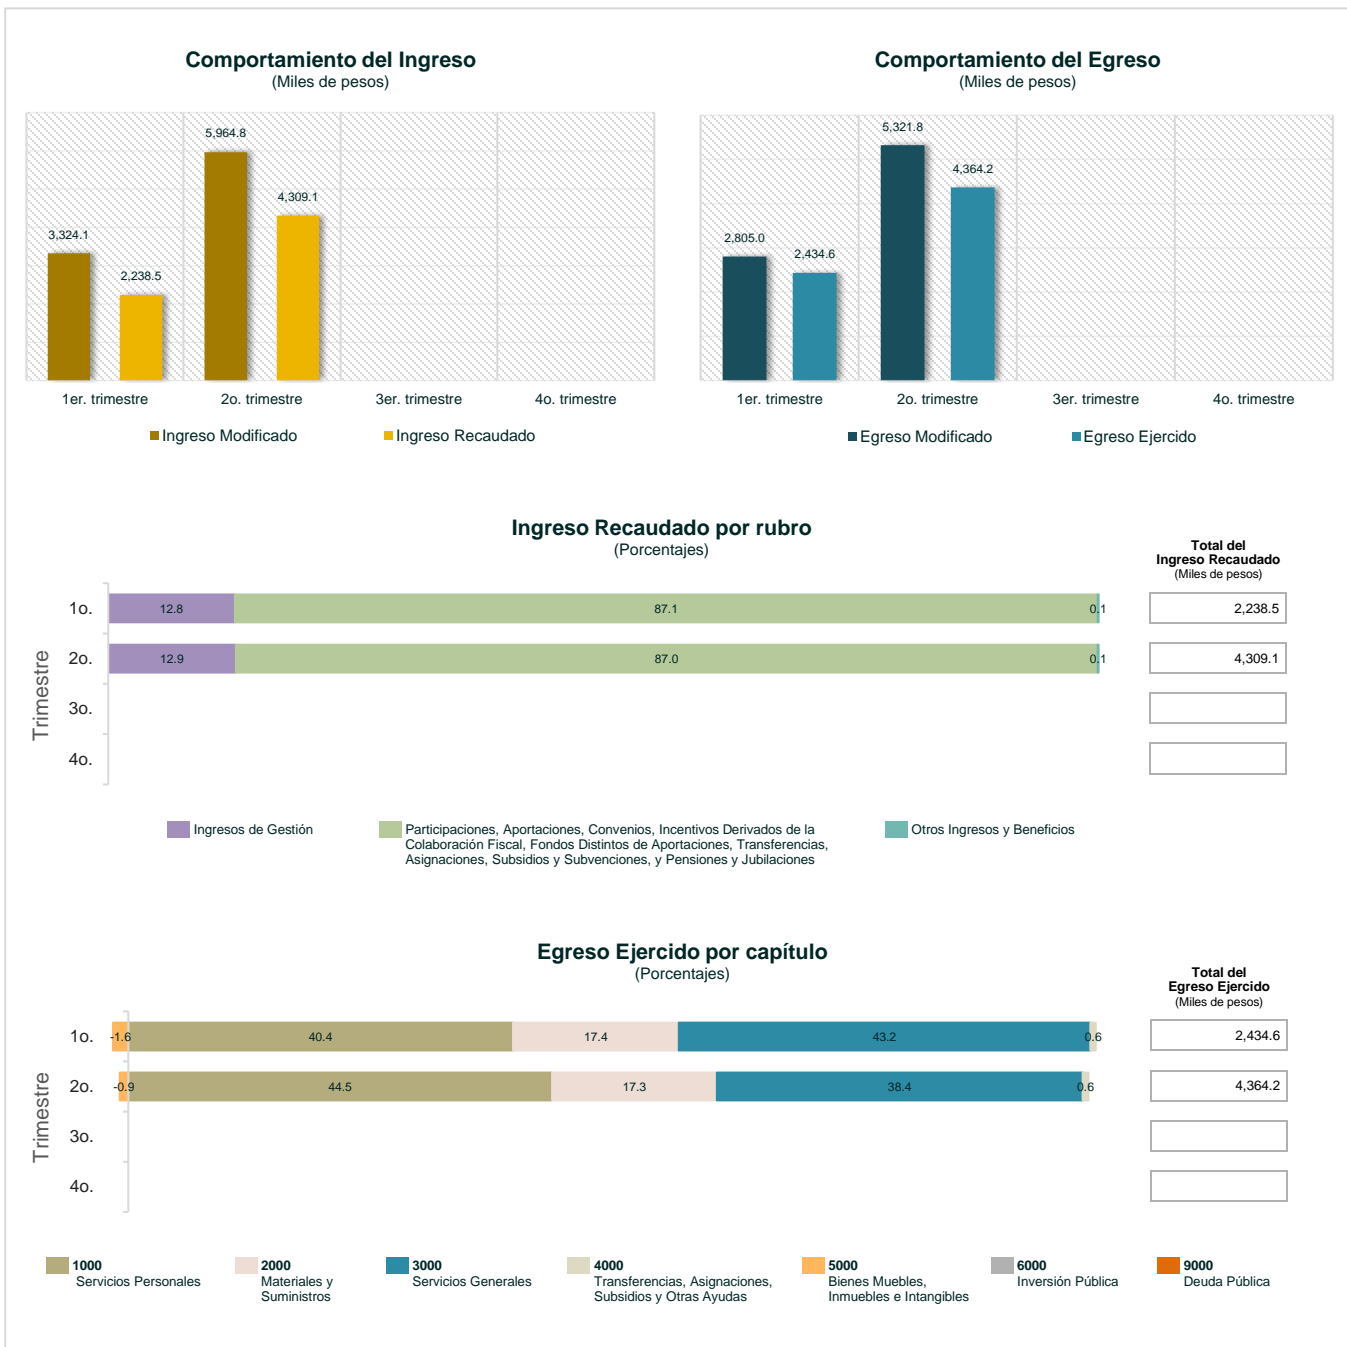 Comportamiento del Ingreso
(Miles de pesos)
5,964.8
4,309.1
3,324.1
2,238.5
1er. trimestre
2o. trimestre
3er. trimestre
4o. trimestre
Ingreso Modificado
Ingreso Recaudado
Comportamiento del Egreso
(Miles de pesos)
5,321.8
4,364.2
2,805.0
2,434.6
1er. trimestre
2o. trimestre
3er. trimestre
4o. trimestre
Egreso Modificado
Egreso Ejercido
Ingreso Recaudado por rubro
(Porcentajes)
Total del
Ingreso Recaudado
(Miles de pesos)
Trimestre
1o.
12.8
87.1
0.1
2,238.5
2o.
12.9
87.0
0.1
4,309.1
3o.
4o.
Ingresos de Gestión
Participaciones, Aportaciones, Convenios, Incentivos Derivados de la
Colaboración Fiscal, Fondos Distintos de Aportaciones, Transferencias,
Asignaciones, Subsidios y Subvenciones, y Pensiones y Jubilaciones
Otros Ingresos y Beneficios
Egreso Ejercido por capítulo
(Porcentajes)
Total del
Egreso Ejercido
(Miles de pesos)
Trimestre
1o.
-1.6
40.4
17.4
43.2
0.6
2,434.6
2o.
-0.9
44.5
17.3
38.4
0.6
4,364.2
3o.
4o.
1000
Servicios Personales
2000
Materiales y
Suministros
3000
Servicios Generales
4000
Transferencias, Asignaciones,
Subsidios y Otras Ayudas
5000
Bienes Muebles,
Inmuebles e Intangibles
6000
Inversión Pública
9000
Deuda Pública